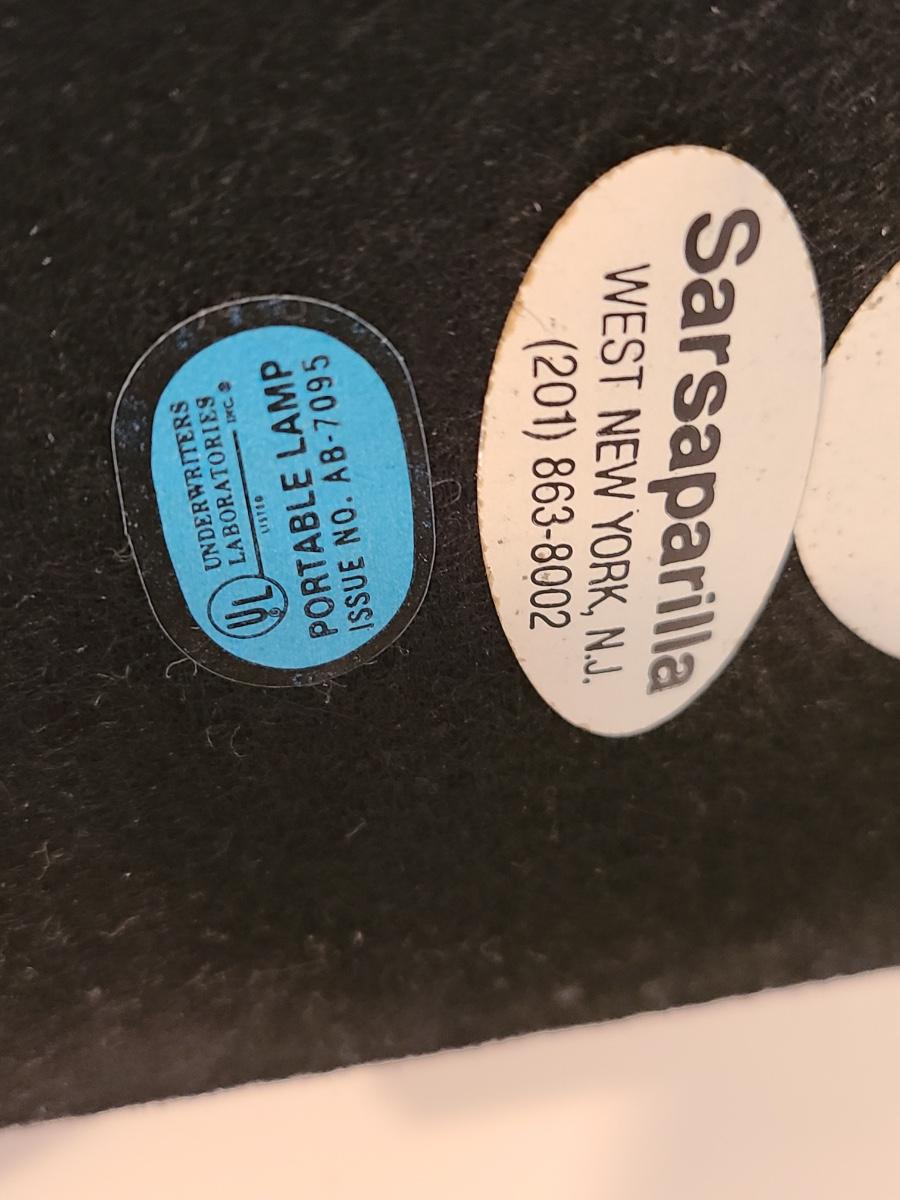 UNDERWRITERS
LABORATORIES INC.®
UL ®
LISTED
PORTABLE LAMP
ISSUE NO. AB-7095
Sarsaparilla
WEST NEW YORK, N.J.
(201) 863-8002